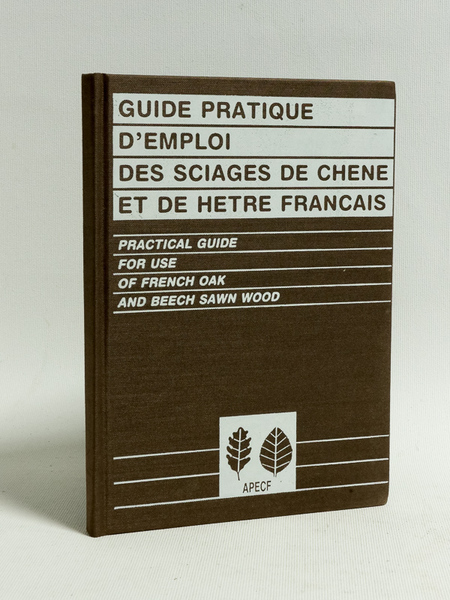 GUIDE PRATIQUE
D'EMPLOI
DES SCIAGES DE CHENE
ET DE HETRE FRANCAIS
PRACTICAL GUIDE
FOR USE
OF FRENCH OAK
AND BEECH SAWN WOOD
APECF